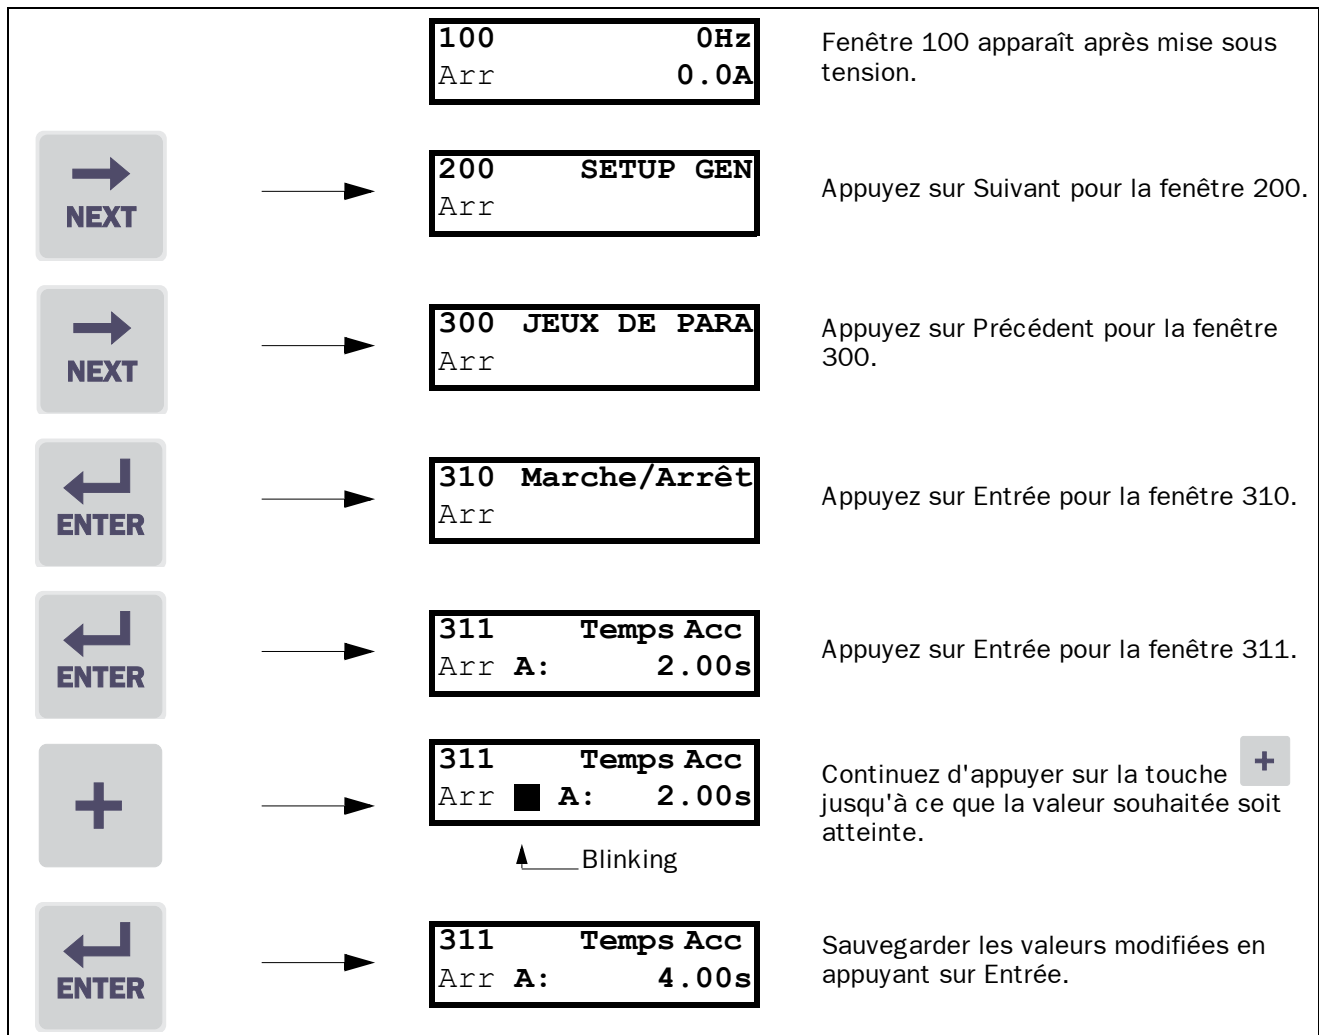 100 0Hz
Arr 0.0A
Fenêtre 100 apparaît après mise sous
tension.
NEXT
200 SETUP GEN
Arr
Appuyez sur Suivant pour la fenêtre 200.
NEXT
300 JEUX DE PARA
Arr
Appuyez sur Précédent pour la fenêtre
300.
ENTER
310 Marche/Arrêt
Arr
Appuyez sur Entrée pour la fenêtre 310.
ENTER
311 Temps Acc
Arr A: 2.00s
Appuyez sur Entrée pour la fenêtre 311.
+
311 Temps Acc
Arr A: 2.00s
Blinking
Continuez d'appuyer sur la touche +
jusqu'à ce que la valeur souhaitée soit
atteinte.
ENTER
311 Temps Acc
Arr A: 4.00s
Sauvegarder les valeurs modifiées en
appuyant sur Entrée.